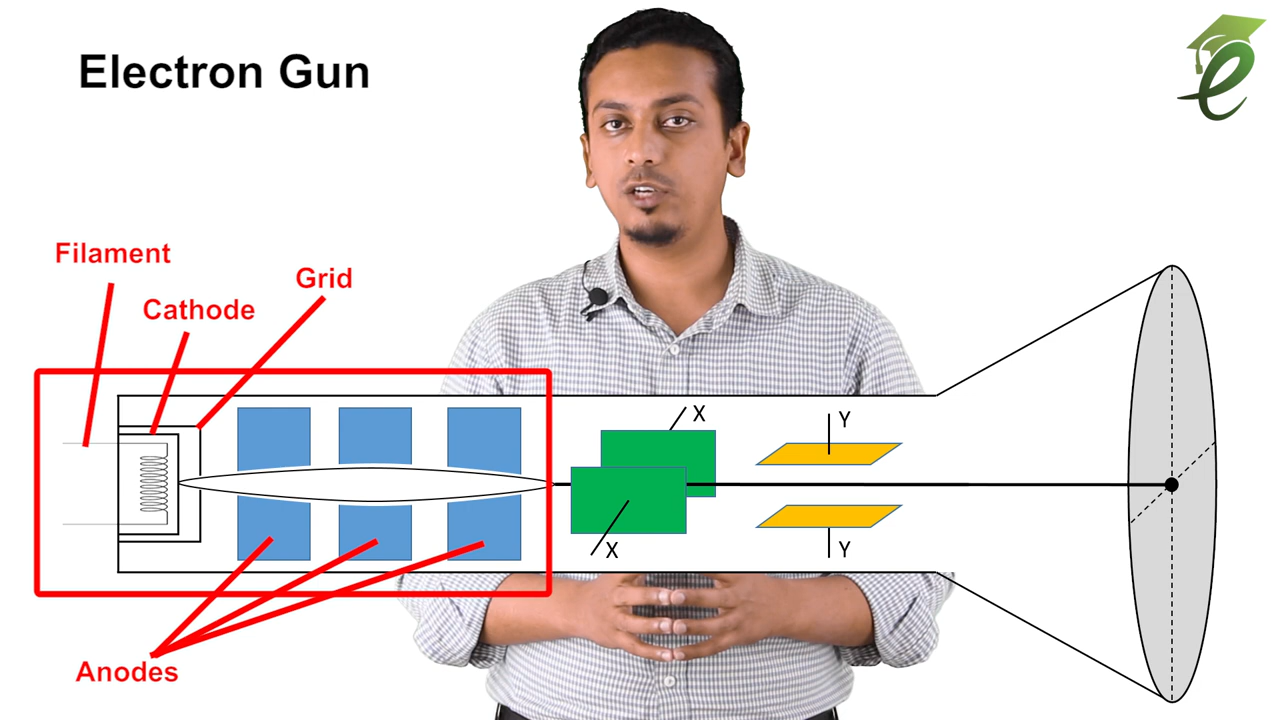 Electron Gun
Filament
Grid
Cathode
X
Y
X
Y
Anodes